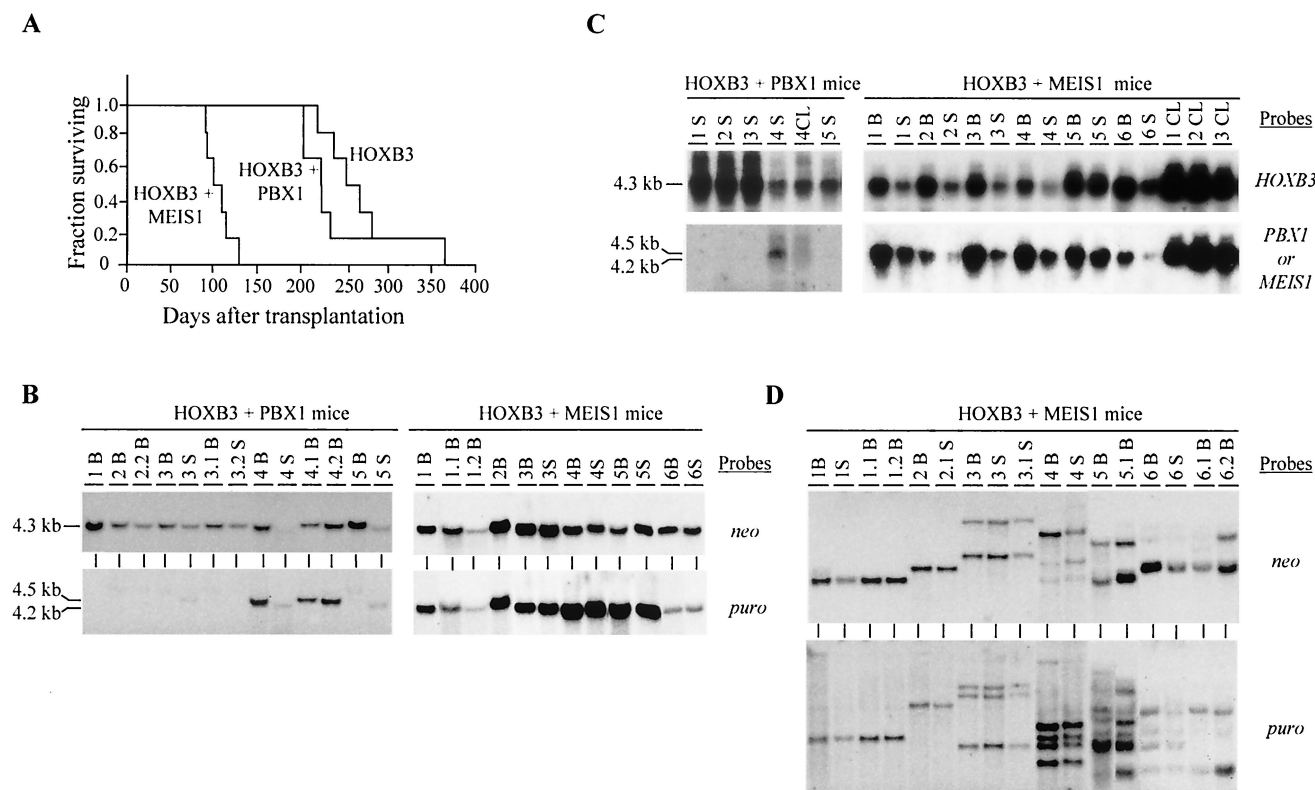 A
Fraction surviving
1.0
0.8
0.6
0.4
0.2
0
HOXB3 +
MEIS1
HOXB3 +
PBX1
HOXB3
0 50 100 150 200 250 300 350 400
Days after transplantation
C
HOXB3 + PBX1 mice
HOXB3 + MEIS1 mice
1 S 2 S 3 S 4 S 4CL 5 S
1 B 1 S 2 B 2 S 3 B 3 S 4 B 4 S 5 B 5 S 6 B 6 S 1 CL 2 CL 3 CL
Probes
4.3 kb
HOXB3
4.5 kb
4.2 kb
PBX1
or
MEIS1
B
HOXB3 + PBX1 mice
HOXB3 + MEIS1 mice
1 B 2 B 2.2 B 3 B 3 S 3.1 B 3.2 S 4 B 4 S 4.1 B 4.2 B 5 B 5 S
1 B 1.1 B 1.2 B 2B 3B 3S 4B 4S 5B 5S 6B 6S
Probes
4.3 kb
neo
4.5 kb
4.2 kb
puro
D
HOXB3 + MEIS1 mice
1B 1S 1.1 B 1.2 B 2 B 2.1 S 3 B 3 S 3.1 S 4 B 4 S 5 B 5.1 B 6 B 6 S 6.1 B 6.2 B
Probes
neo
puro